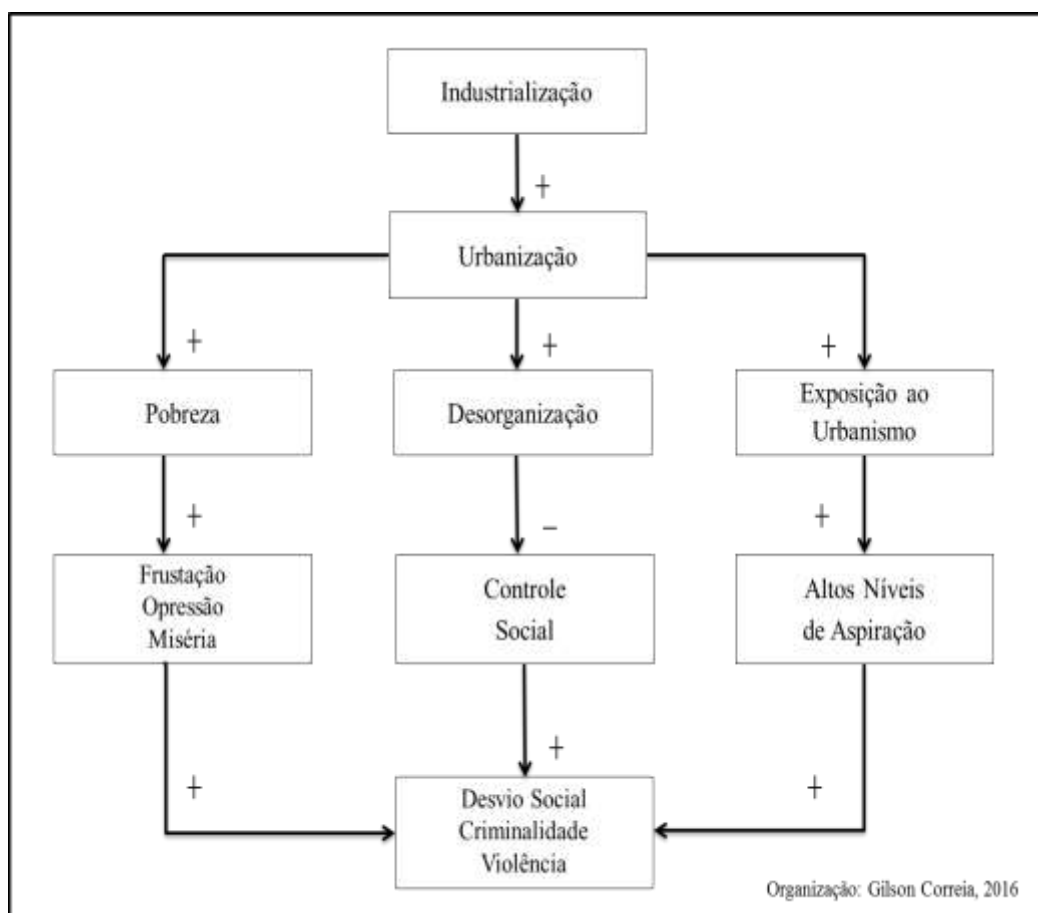 Industrialização
+
Urbanização
+
+
+
Pobreza
Desorganização
Exposição ao
Urbanismo
+
−
+
Frustação
Opressão
Miséria
Controle
Social
Altos Níveis
de Aspiração
+
+
+
Desvio Social
Criminalidade
Violência
Organização: Gilson Correia, 2016